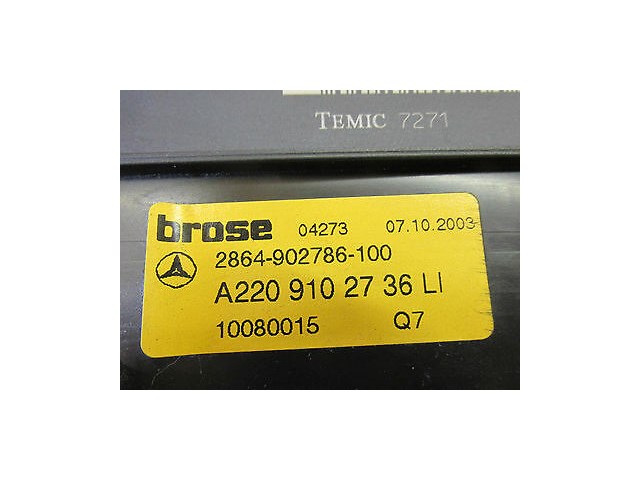 TEMIC 7271
brose 04273 07.10.2003
2864-902786-100
A220 910 27 36 LI
10080015 Q7